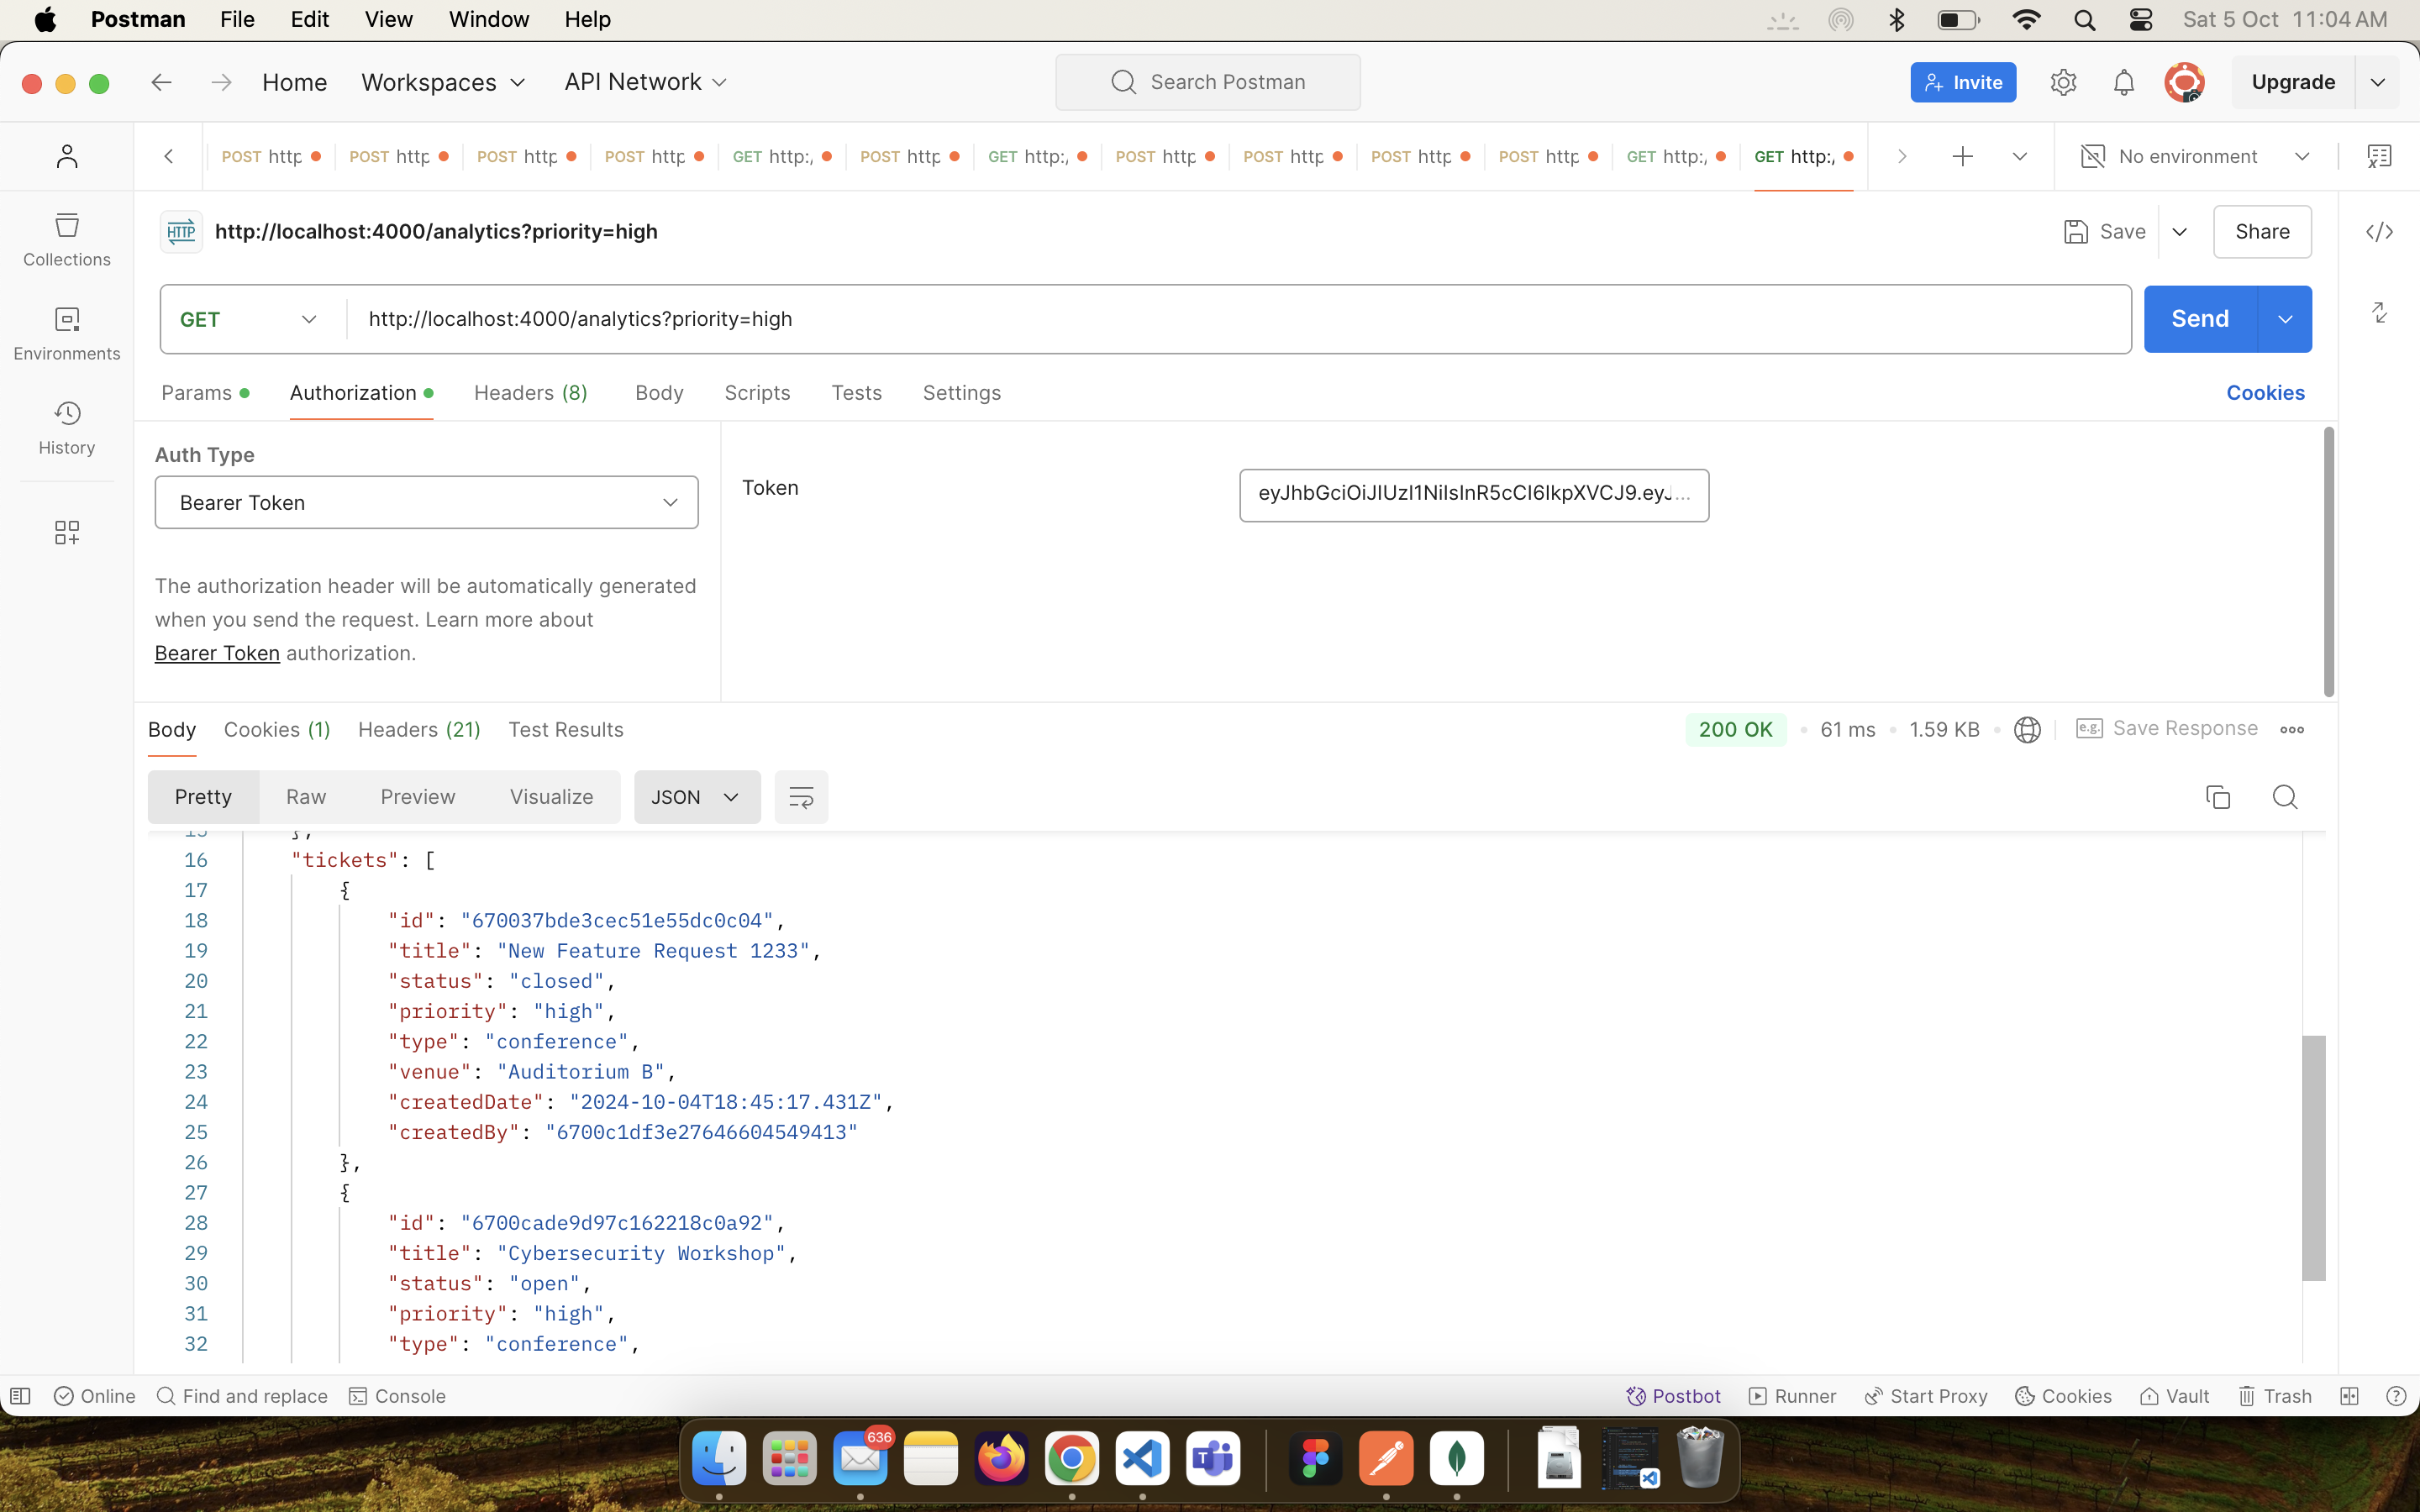 Postman File Edit View Window Help Sat 5 Oct 11:04 AM
Home Workspaces API Network Search Postman Invite Upgrade
POST http POST http POST http POST http GET http:/ POST http GET http:/ POST http POST http POST http POST http GET http:/ GET http:/ No environment
HTTP http://localhost:4000/analytics?priority=high Save Share
Collections
GET http://localhost:4000/analytics?priority=high Send
Environments
Params Authorization Headers (8) Body Scripts Tests Settings Cookies
History
Auth Type
Bearer Token
Token eyJhbGciOiJIUzI1NiIsInR5cCI6IkpXVCJ9.eyJ...
The authorization header will be automatically generated
when you send the request. Learn more about
Bearer Token authorization.
Body Cookies (1) Headers (21) Test Results 200 OK 61 ms 1.59 KB e.g. Save Response
Pretty Raw Preview Visualize JSON
15 },
16 "tickets": [
17 {
18 "id": "670037bde3cec51e55dc0c04",
19 "title": "New Feature Request 1233",
20 "status": "closed",
21 "priority": "high",
22 "type": "conference",
23 "venue": "Auditorium B",
24 "createdDate": "2024-10-04T18:45:17.431Z",
25 "createdBy": "6700c1df3e27646604549413"
26 },
27 {
28 "id": "6700cade9d97c162218c0a92",
29 "title": "Cybersecurity Workshop",
30 "status": "open",
31 "priority": "high",
32 "type": "conference",
Online Find and replace Console Postbot Runner Start Proxy Cookies Vault Trash
636